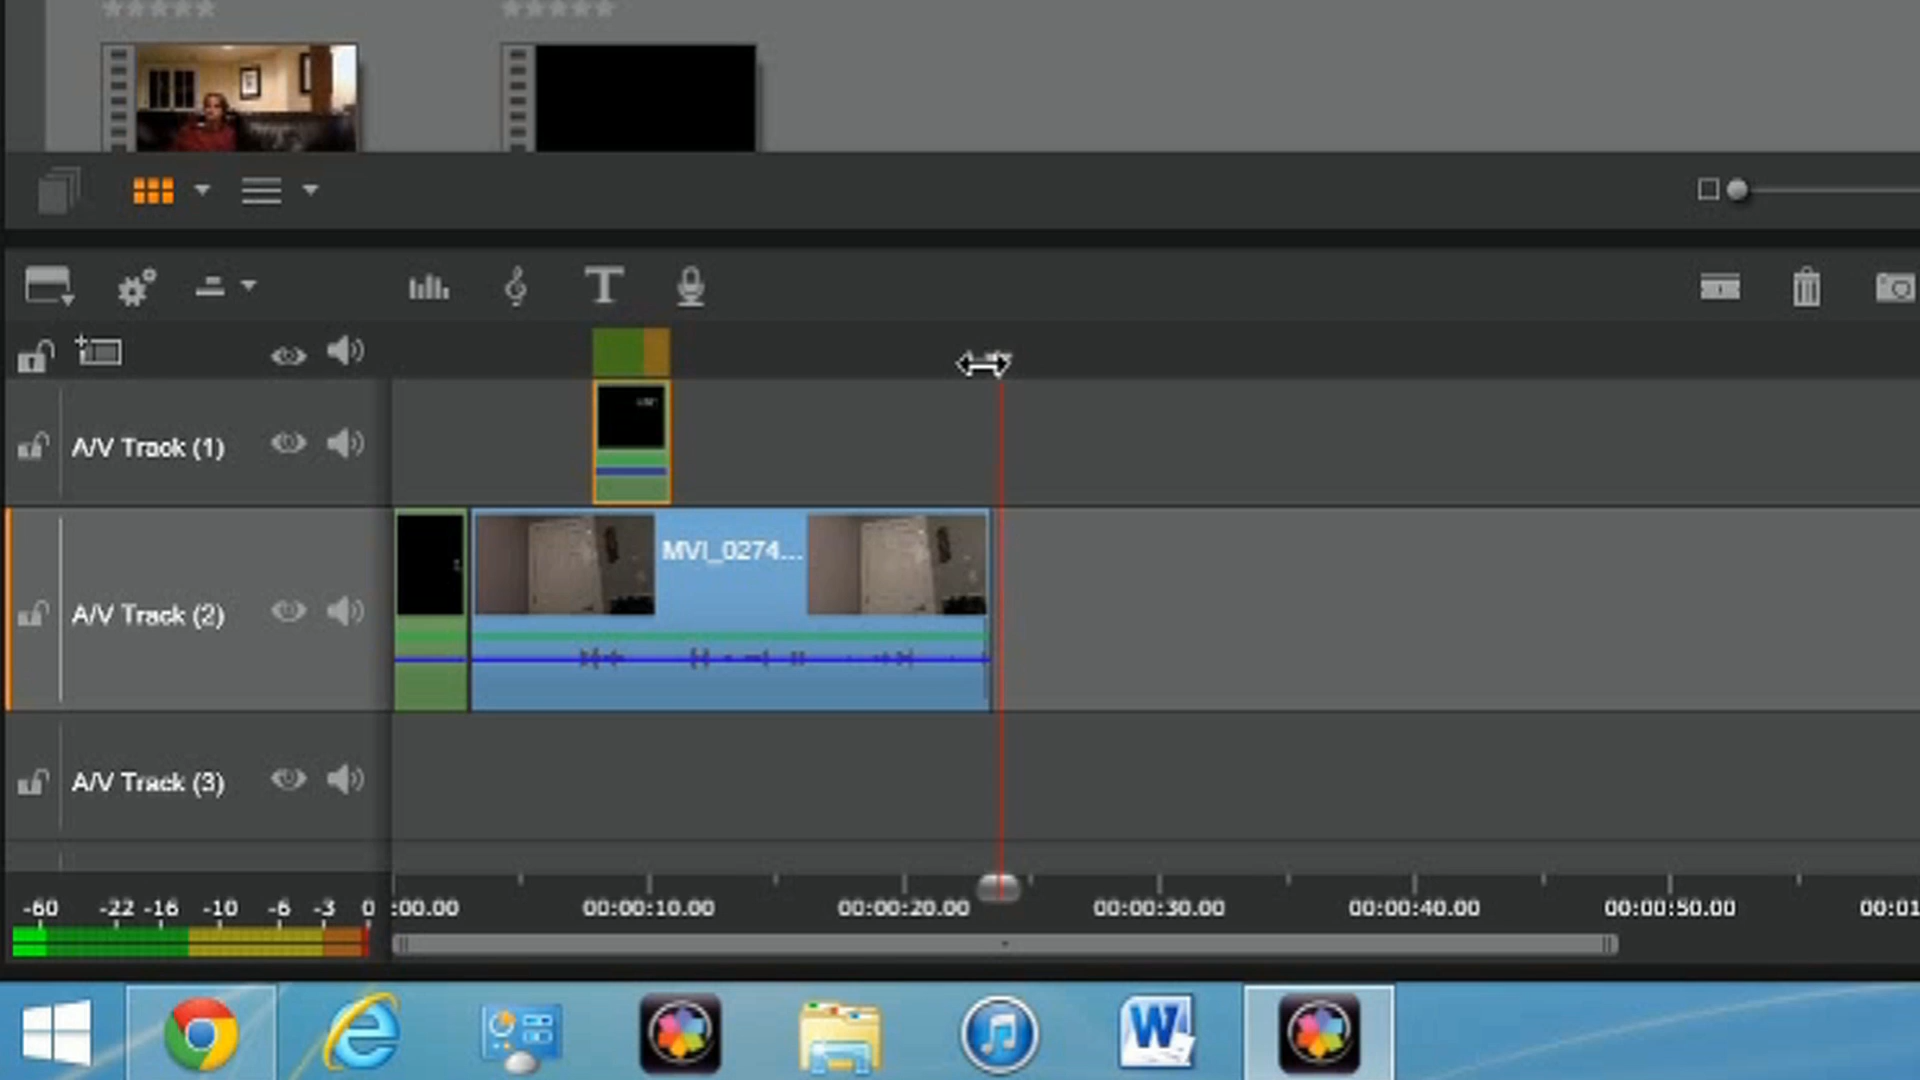 A/V Track (1)
A/V Track (2)
MVI_0274...
A/V Track (3)
-60 -22 -16 -10 -6 -3 0
:00.00 00:00:10.00 00:00:20.00 00:00:30.00 00:00:40.00 00:00:50.00 00:01